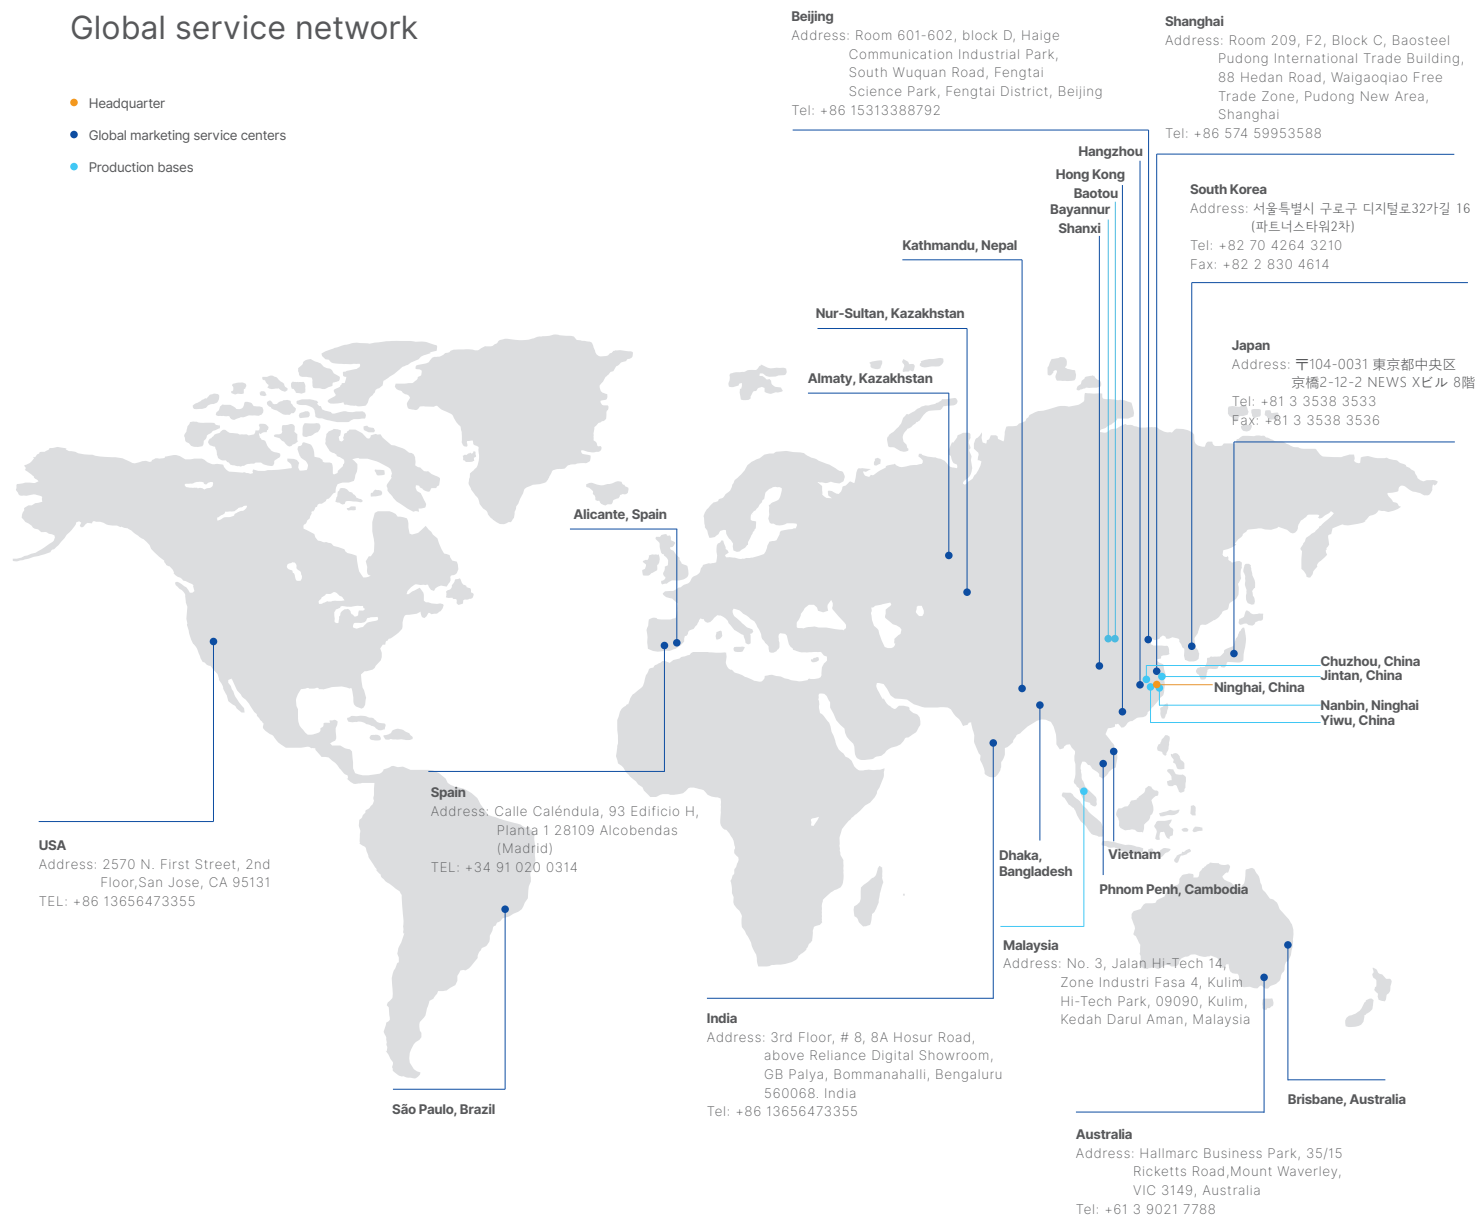 Global service network
Headquarter
Global marketing service centers
Production bases
Beijing
Address: Room 601-602, block D, Haige
Communication Industrial Park,
South Wuquan Road, Fengtai
Science Park, Fengtai District, Beijing
Tel: +86 15313388792
Shanghai
Address: Room 209, F2, Block C, Baosteel
Pudong International Trade Building,
88 Hedan Road, Waigaoqiao Free
Trade Zone, Pudong New Area,
Shanghai
Tel: +86 574 59953588
Hangzhou
Hong Kong
Baotou
Bayannur
Shanxi
South Korea
Address: 서울특별시 구로구 디지털로32가길 16
(파트너스타워2차)
Tel: +82 70 4264 3210
Fax: +82 2 830 4614
Kathmandu, Nepal
Nur-Sultan, Kazakhstan
Almaty, Kazakhstan
Japan
Address: 〒104-0031 東京都中央区
京橋2-12-2 NEWS Xビル 8階
Tel: +81 3 3538 3533
Fax: +81 3 3538 3536
Alicante, Spain
Chuzhou, China
Jintan, China
Ninghai, China
Nanbin, Ninghai
Yiwu, China
Spain
Address: Calle Caléndula, 93 Edificio H,
Planta 1 28109 Alcobendas
(Madrid)
TEL: +34 91 020 0314
USA
Address: 2570 N. First Street, 2nd
Floor,San Jose, CA 95131
TEL: +86 13656473355
Dhaka,
Bangladesh
Vietnam
Phnom Penh, Cambodia
Malaysia
Address: No. 3, Jalan Hi-Tech 14,
Zone Industri Fasa 4, Kulim
Hi-Tech Park, 09090, Kulim,
Kedah Darul Aman, Malaysia
India
Address: 3rd Floor, # 8, 8A Hosur Road,
above Reliance Digital Showroom,
GB Palya, Bommanahalli, Bengaluru
560068. India
Tel: +86 13656473355
São Paulo, Brazil
Brisbane, Australia
Australia
Address: Hallmarc Business Park, 35/15
Ricketts Road,Mount Waverley,
VIC 3149, Australia
Tel: +61 3 9021 7788